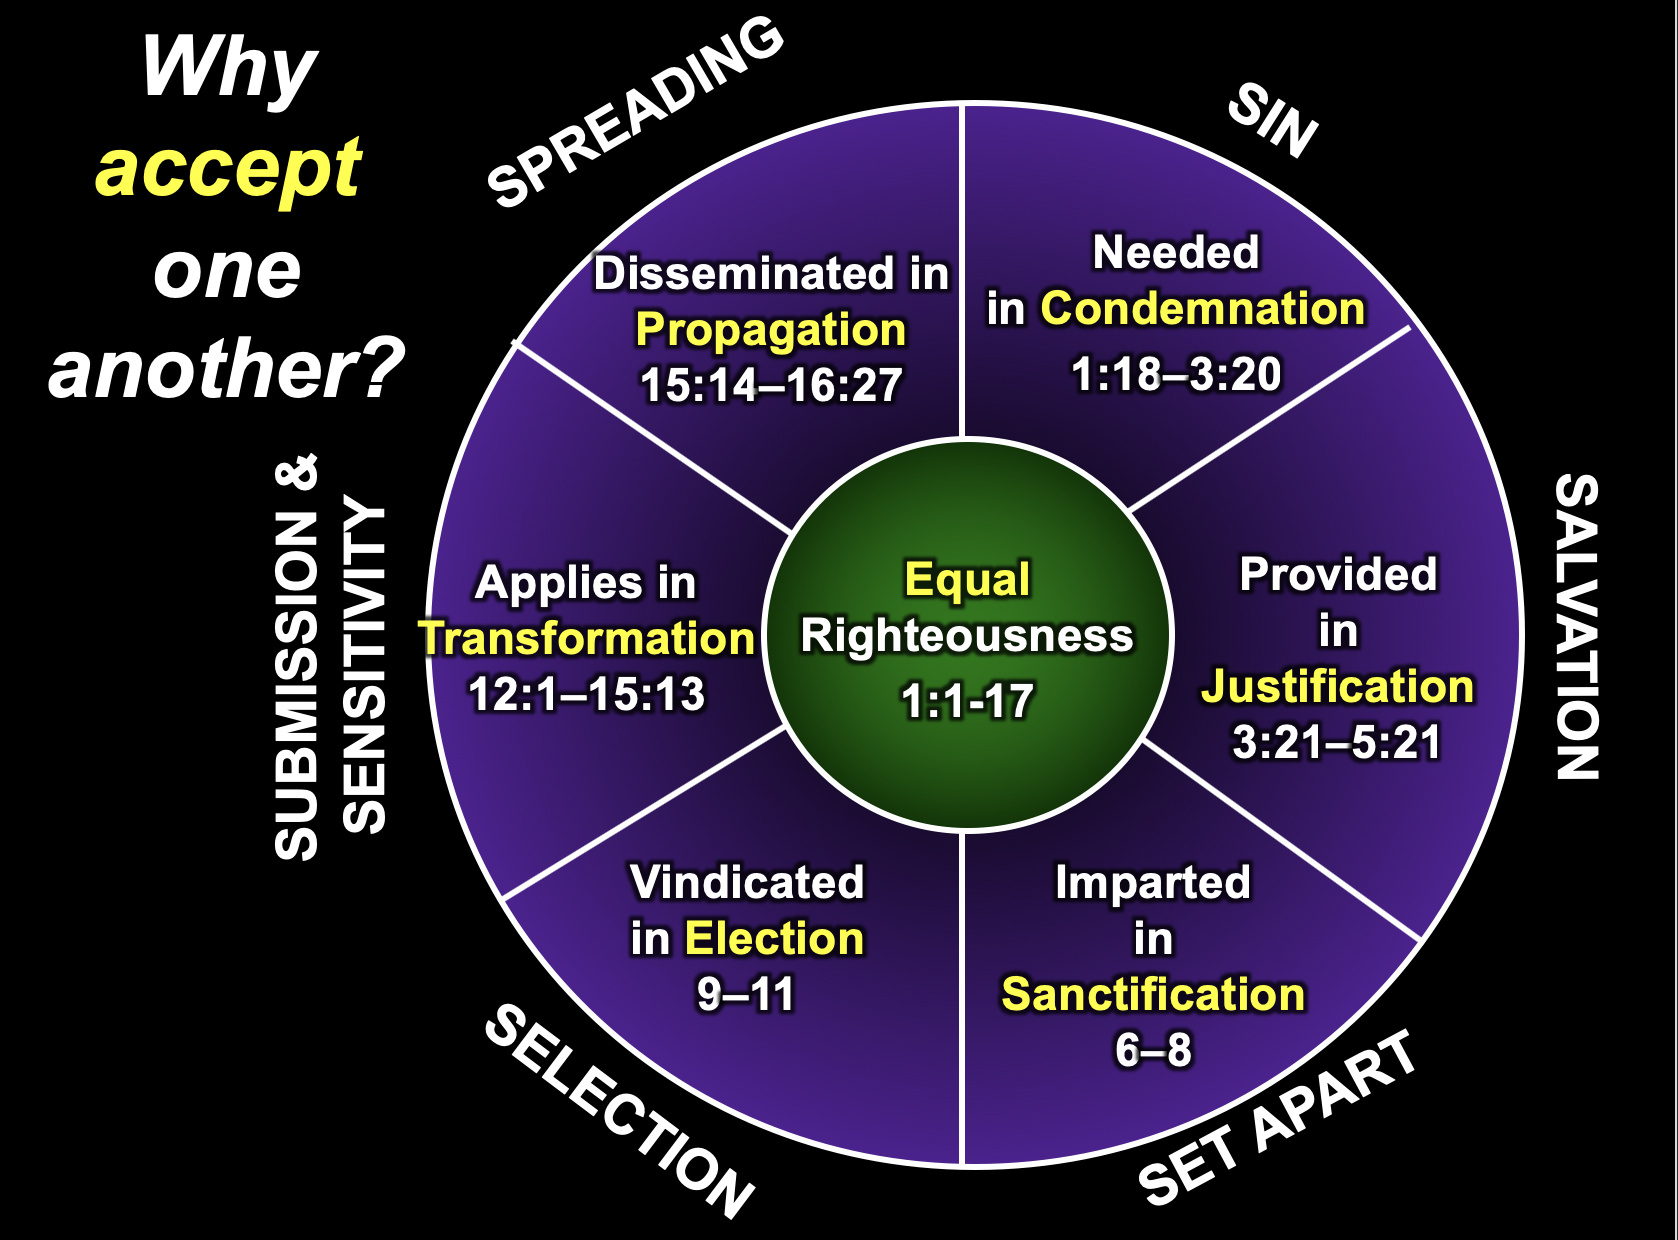 Why
accept
one
another?
SPREADING
SIN
SALVATION
SET APART
SELECTION
SUBMISSION &
SENSITIVITY
Needed
in Condemnation
1:18–3:20
Provided
in
Justification
3:21–5:21
Imparted
in
Sanctification
6–8
Vindicated
in Election
9–11
Applies in
Transformation
12:1–15:13
Disseminated in
Propagation
15:14–16:27
Equal
Righteousness
1:1-17